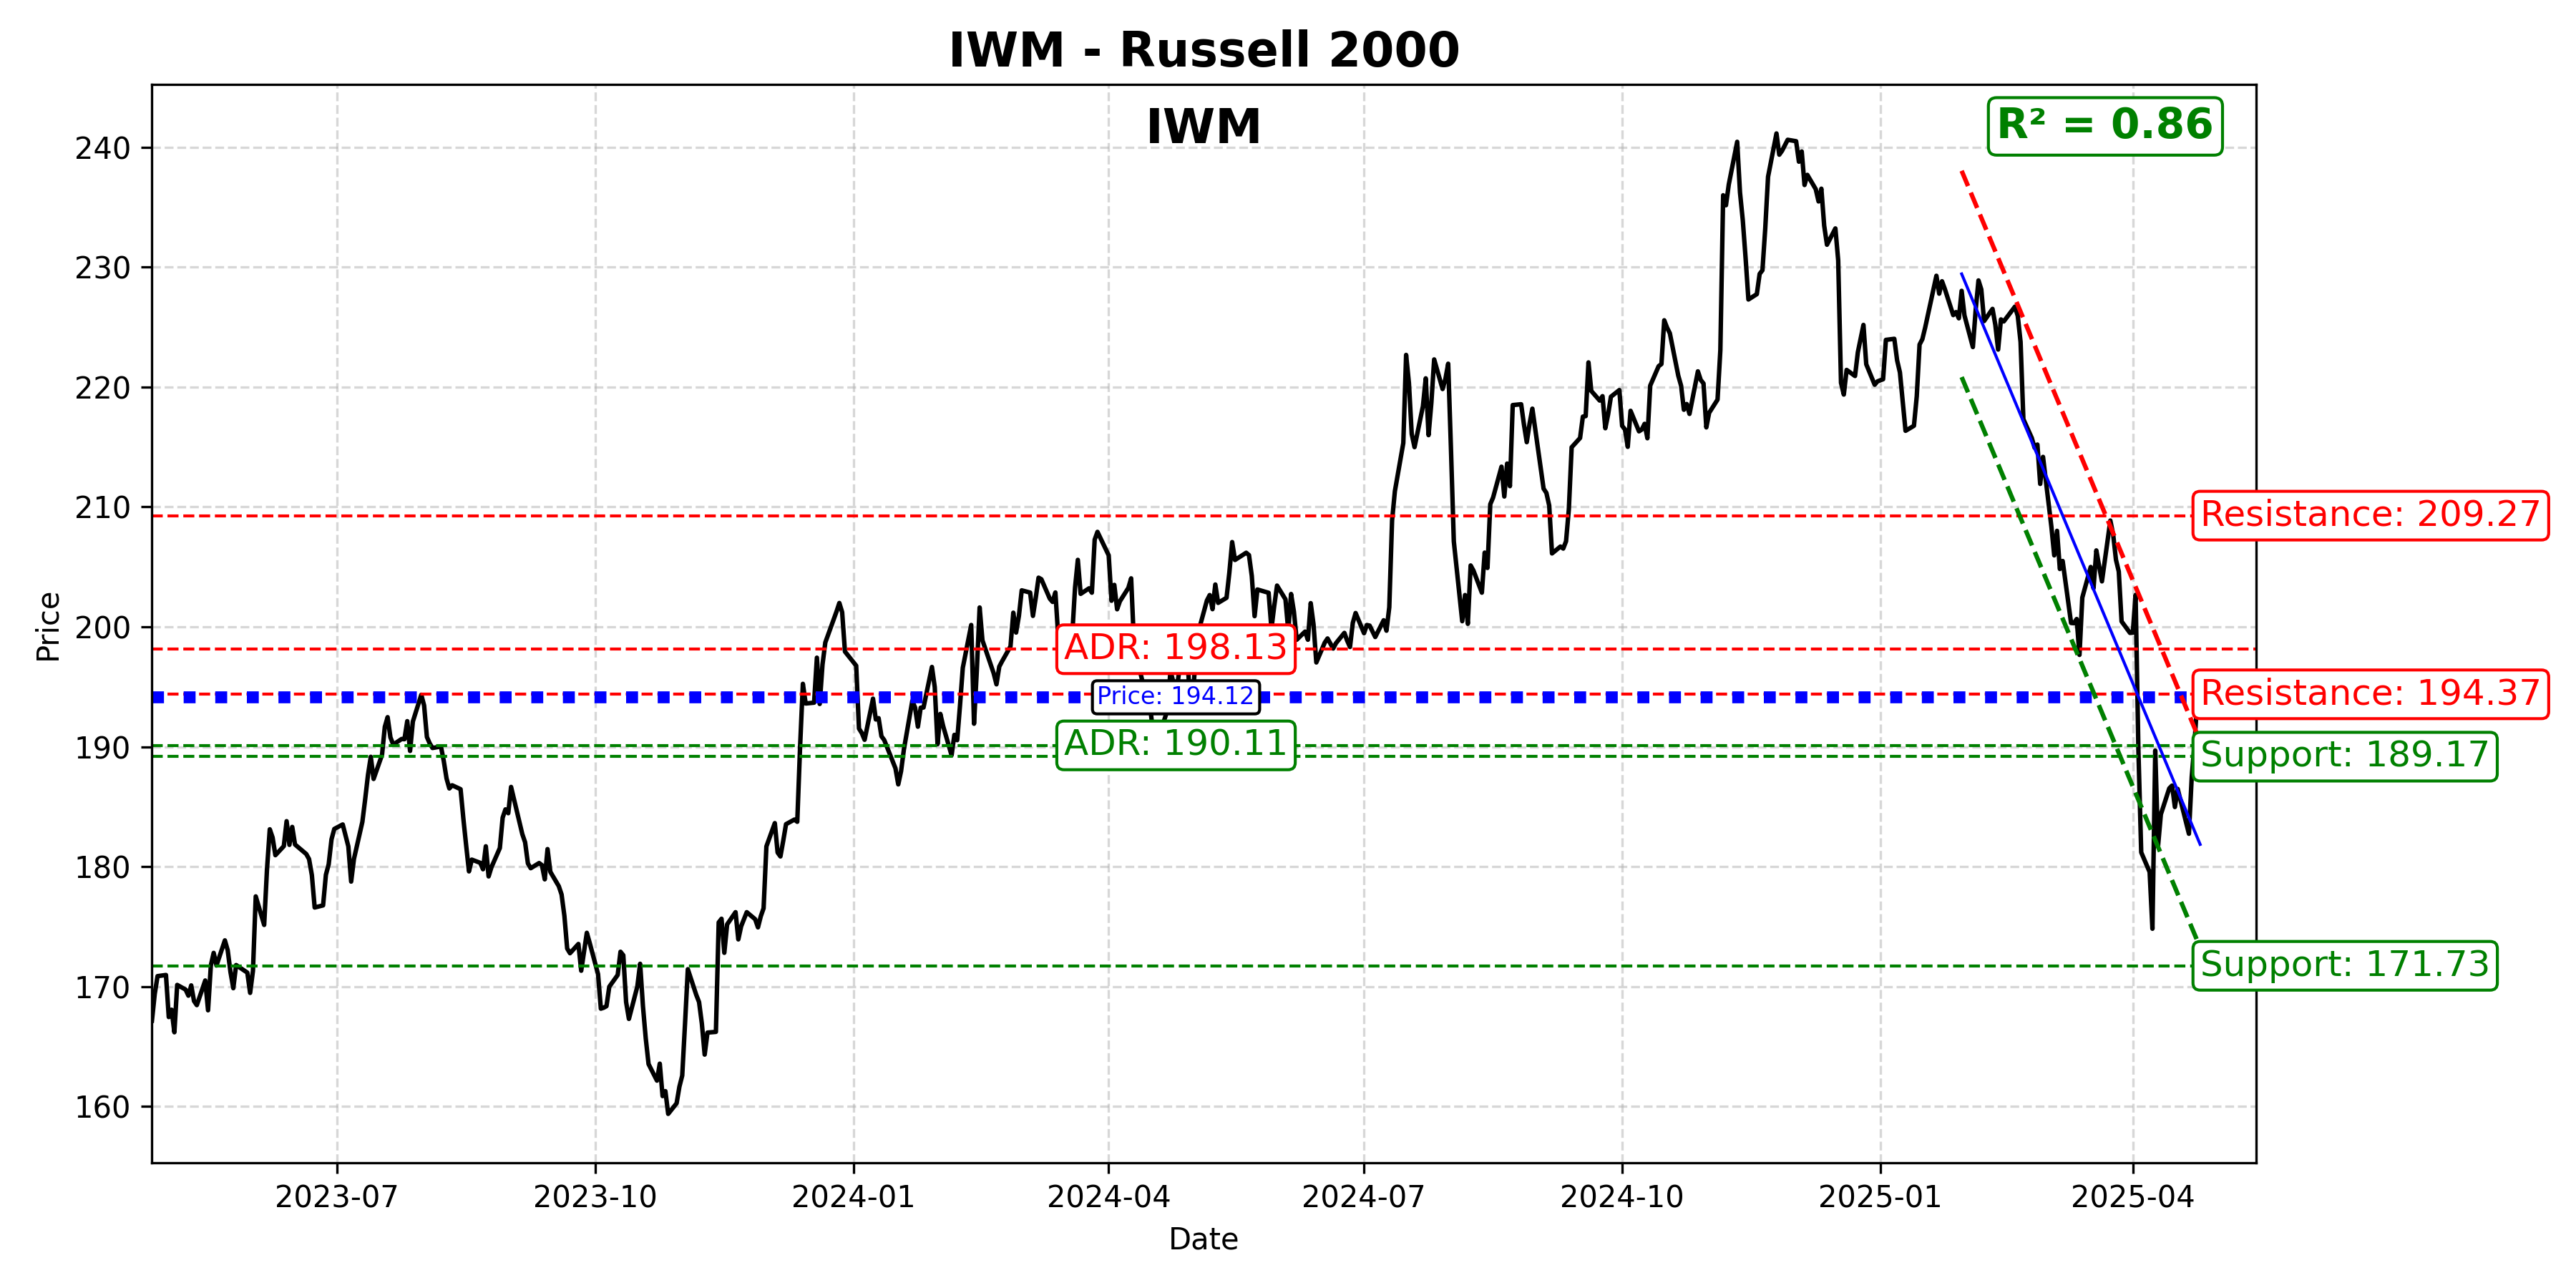 IWM - Russell 2000
IWM
R² = 0.86
240
230
220
210
200
190
180
170
160
Price
Resistance: 209.27
ADR: 198.13
Resistance: 194.37
Price: 194.12
ADR: 190.11
Support: 189.17
Support: 171.73
2023-07
2023-10
2024-01
2024-04
2024-07
2024-10
2025-01
2025-04
Date